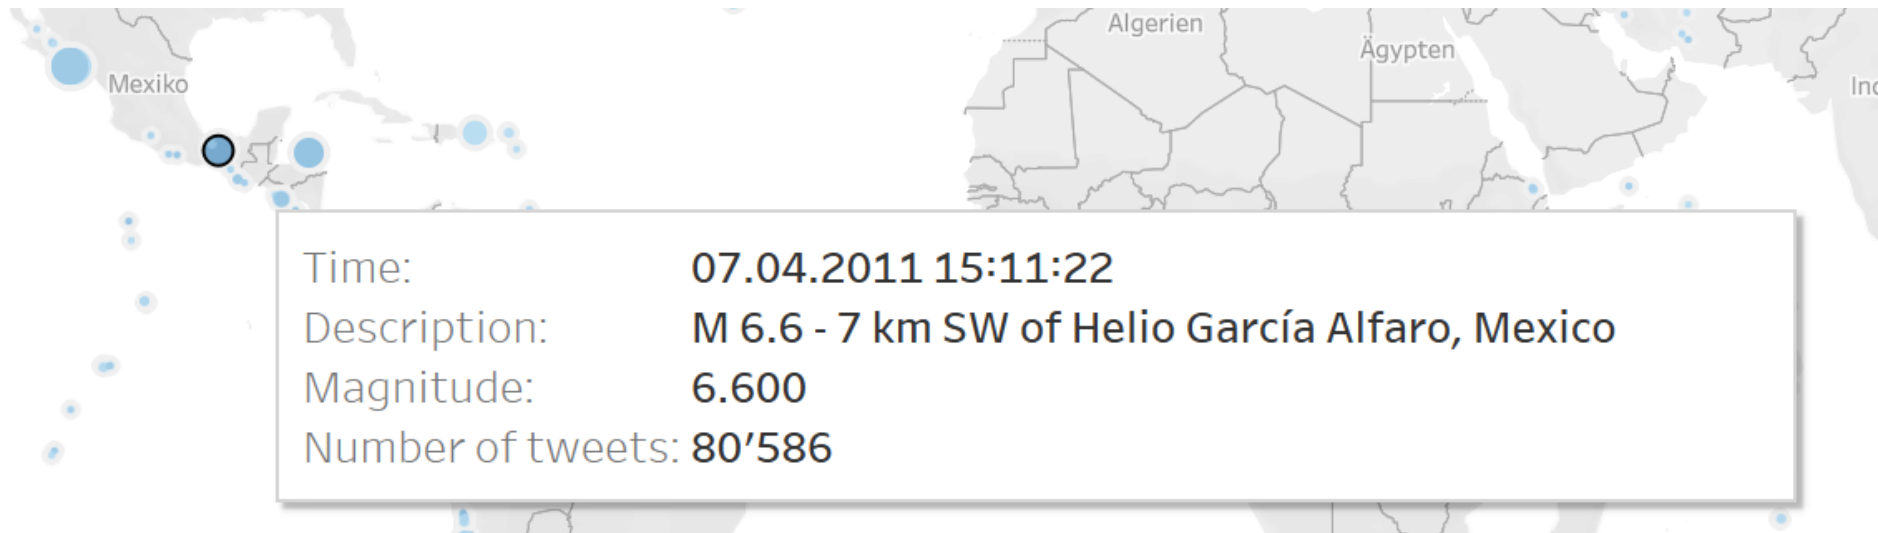 Algerien
Ägypten
Mexiko
Time: 07.04.2011 15:11:22
Description: M 6.6 - 7 km SW of Helio García Alfaro, Mexico
Magnitude: 6.600
Number of tweets: 80’586